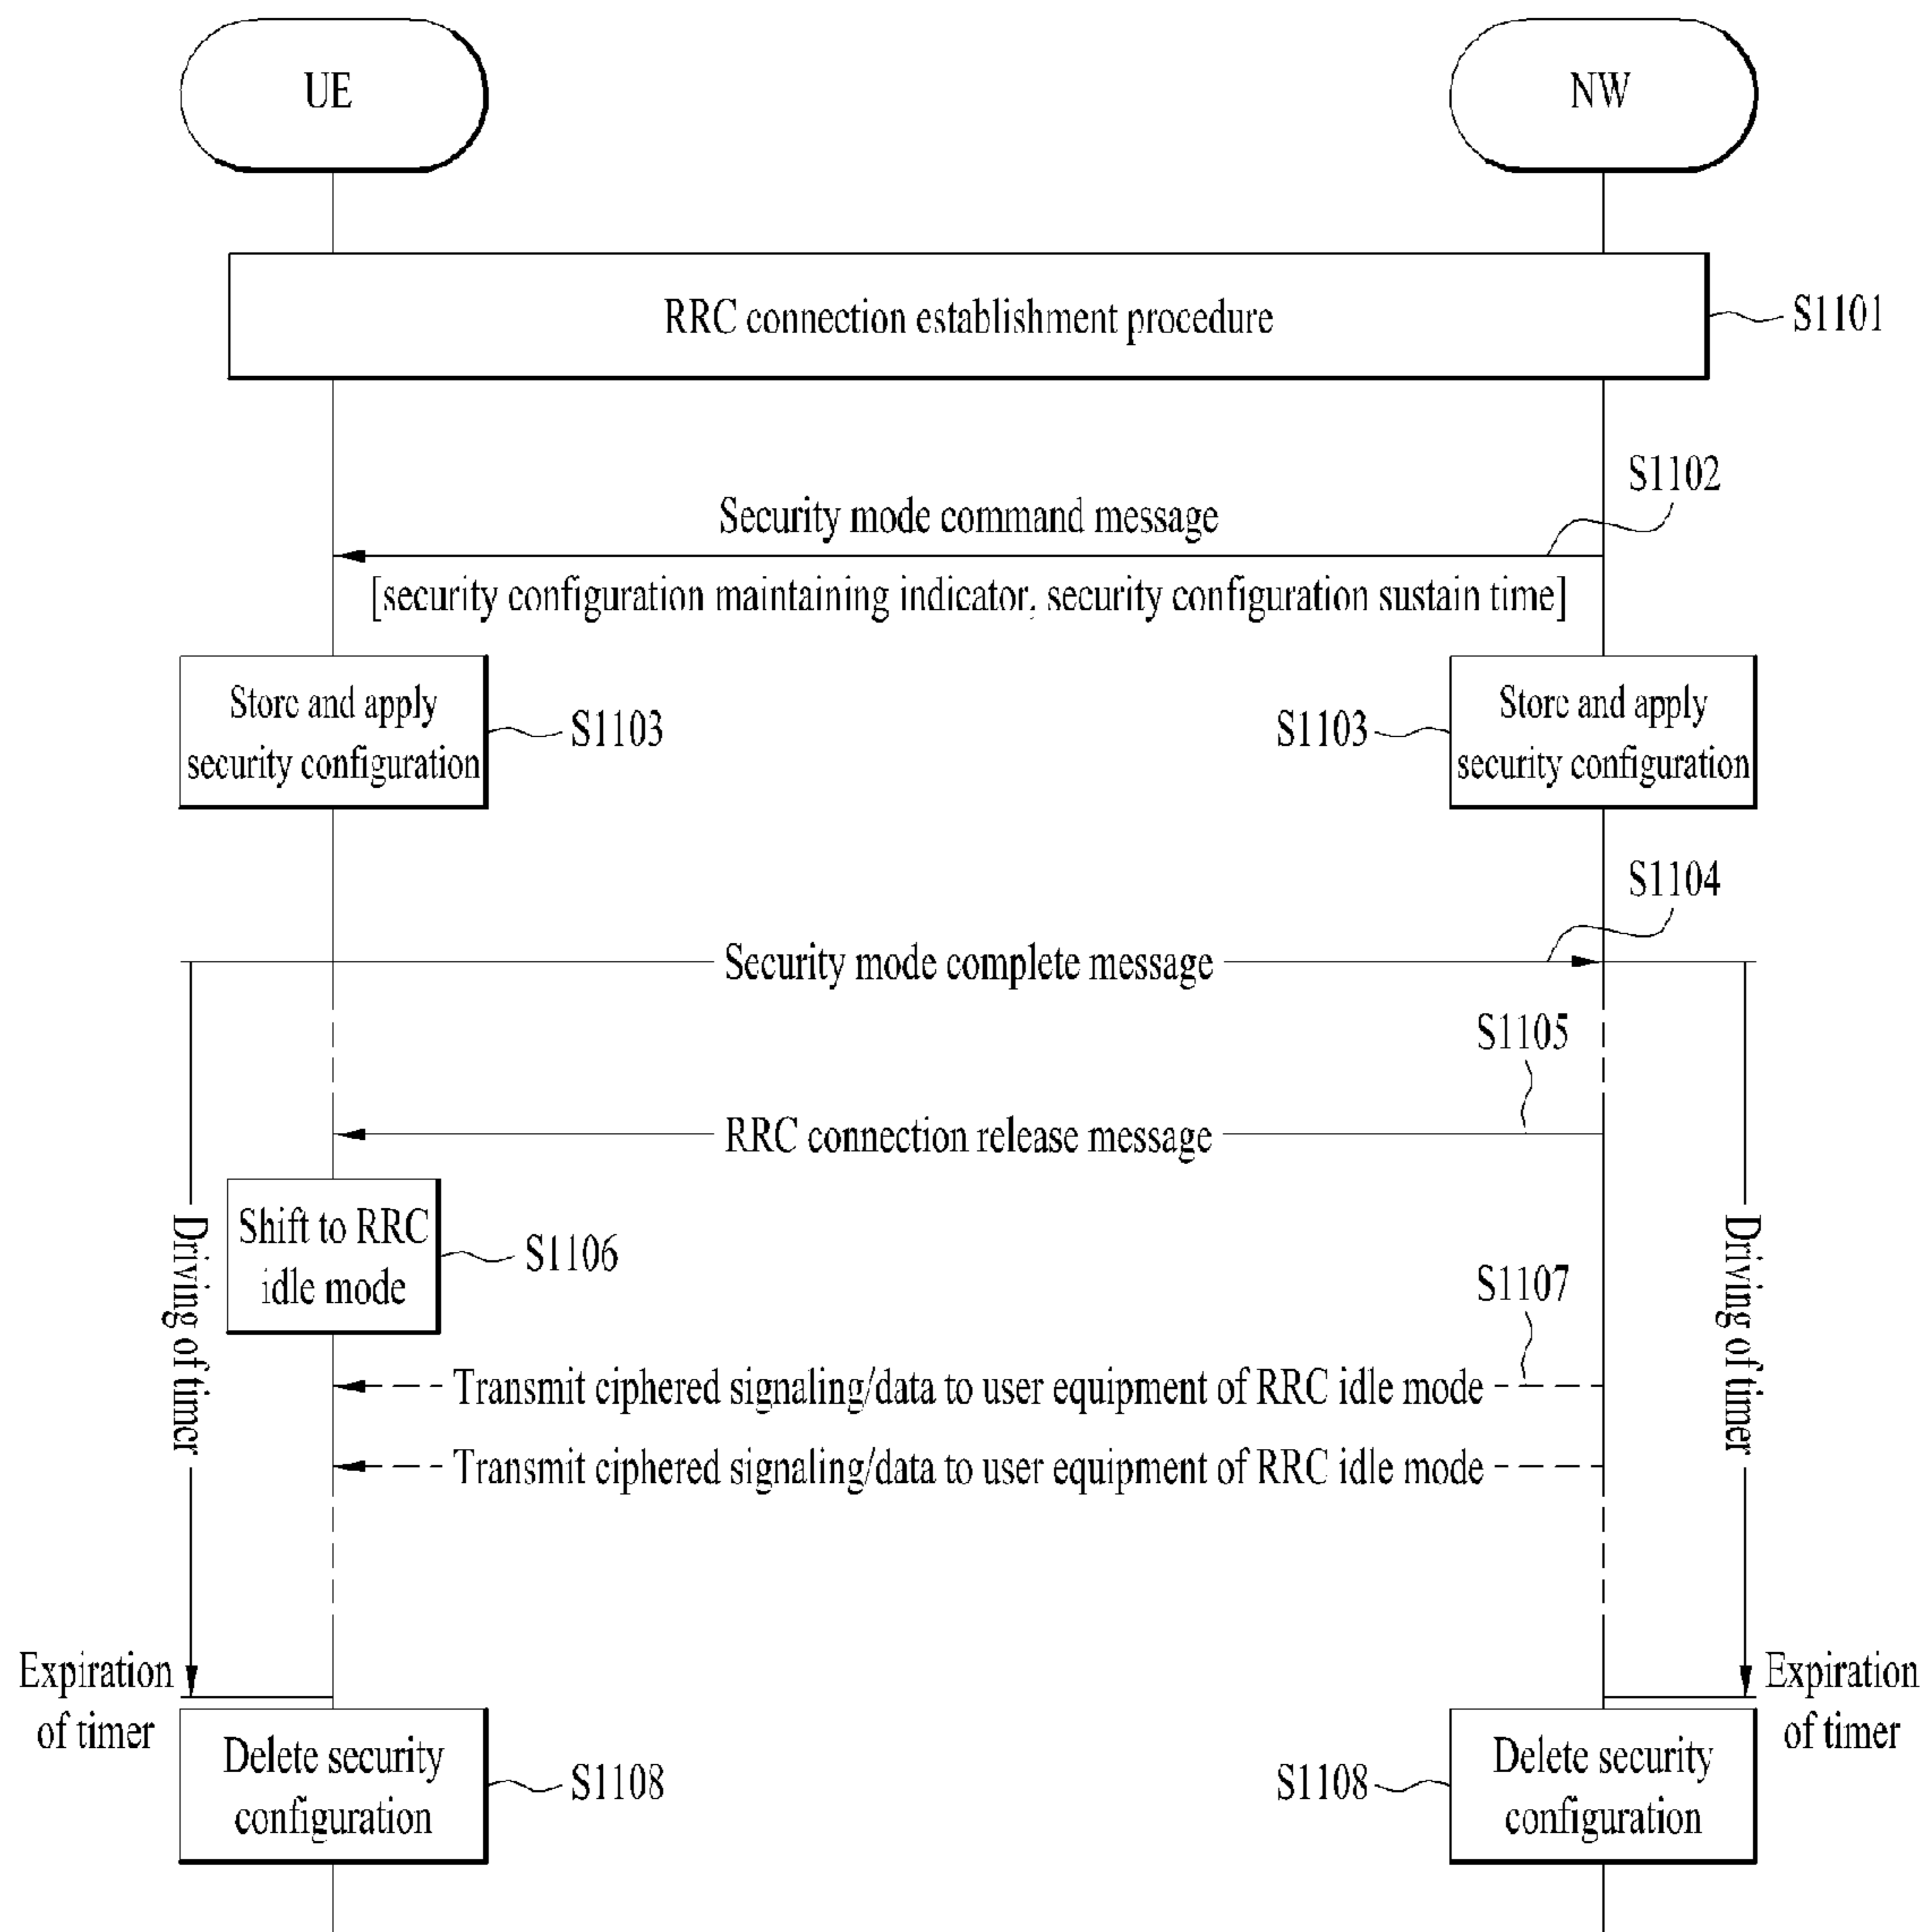 UE
NW
RRC connection establishment procedure
S1101
S1102
Security mode command message
[security configuration maintaining indicator, security configuration sustain time]
Store and apply
security configuration
S1103
S1103
Store and apply
security configuration
S1104
Security mode complete message
S1105
RRC connection release message
Driving of timer
Shift to RRC
idle mode
S1106
S1107
Driving of timer
Transmit ciphered signaling/data to user equipment of RRC idle mode
Transmit ciphered signaling/data to user equipment of RRC idle mode
Expiration
of timer
Expiration
of timer
Delete security
configuration
S1108
S1108
Delete security
configuration